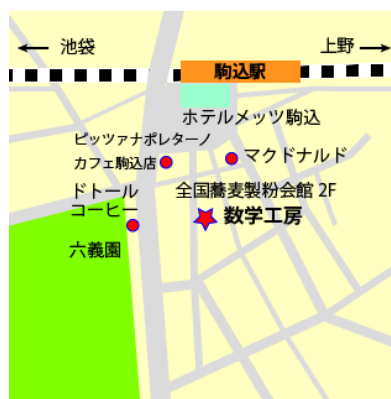 ← 池袋
上野 →
駒込駅
ホテルメッツ駒込
ピッツァナポレターノ
カフェ駒込店
マクドナルド
ドトール
コーヒー
全国蕎麦製粉会館 2F
数学工房
六義園